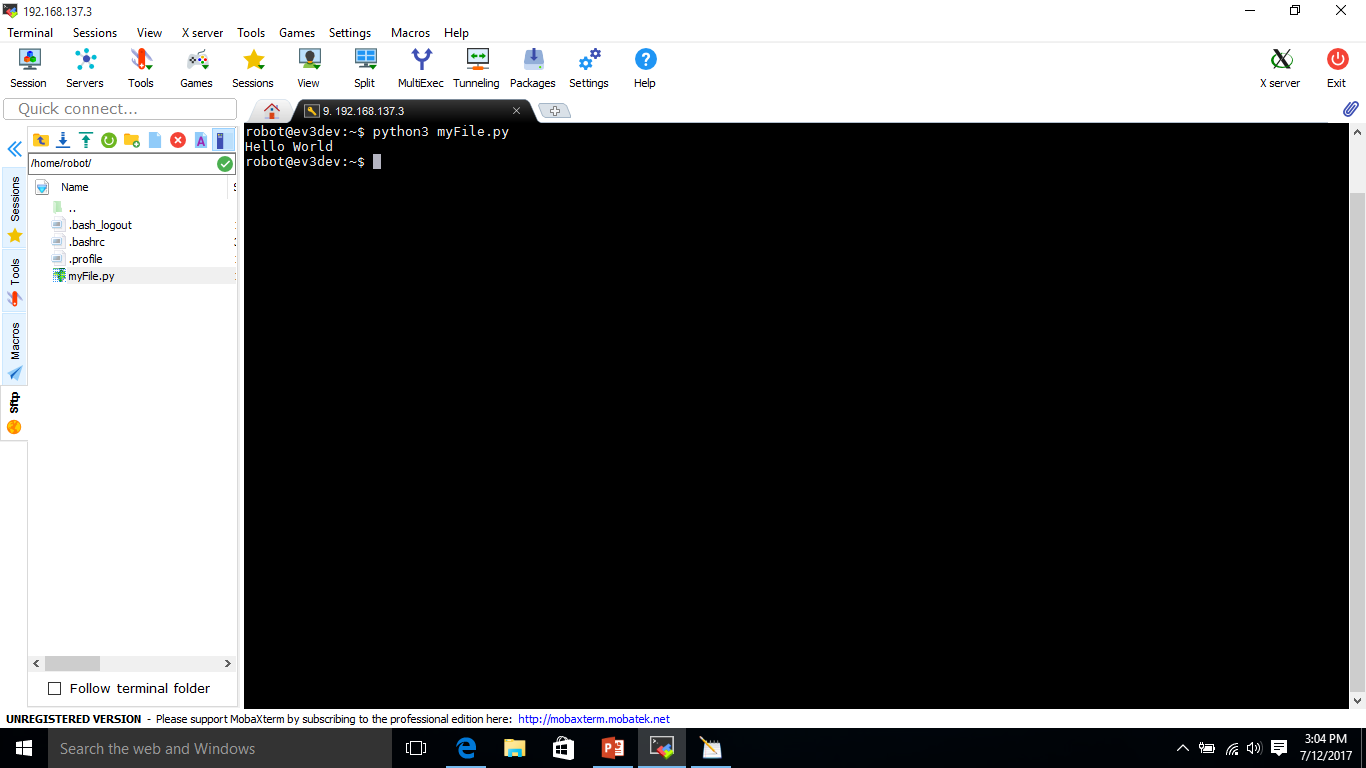 192.168.137.3
Terminal Sessions View X server Tools Games Settings Macros Help
Session Servers Tools Games Sessions View Split MultiExec Tunneling Packages Settings Help X server Exit
Quick connect...
9. 192.168.137.3
/home/robot/
Name
..
.bash_logout
.bashrc
.profile
myFile.py
Sessions
Tools
Macros
Sftp
robot@ev3dev:~$ python3 myFile.py
Hello World
robot@ev3dev:~$
Follow terminal folder
UNREGISTERED VERSION - Please support MobaXterm by subscribing to the professional edition here: http://mobaxterm.mobatek.net
Search the web and Windows
3:04 PM
7/12/2017